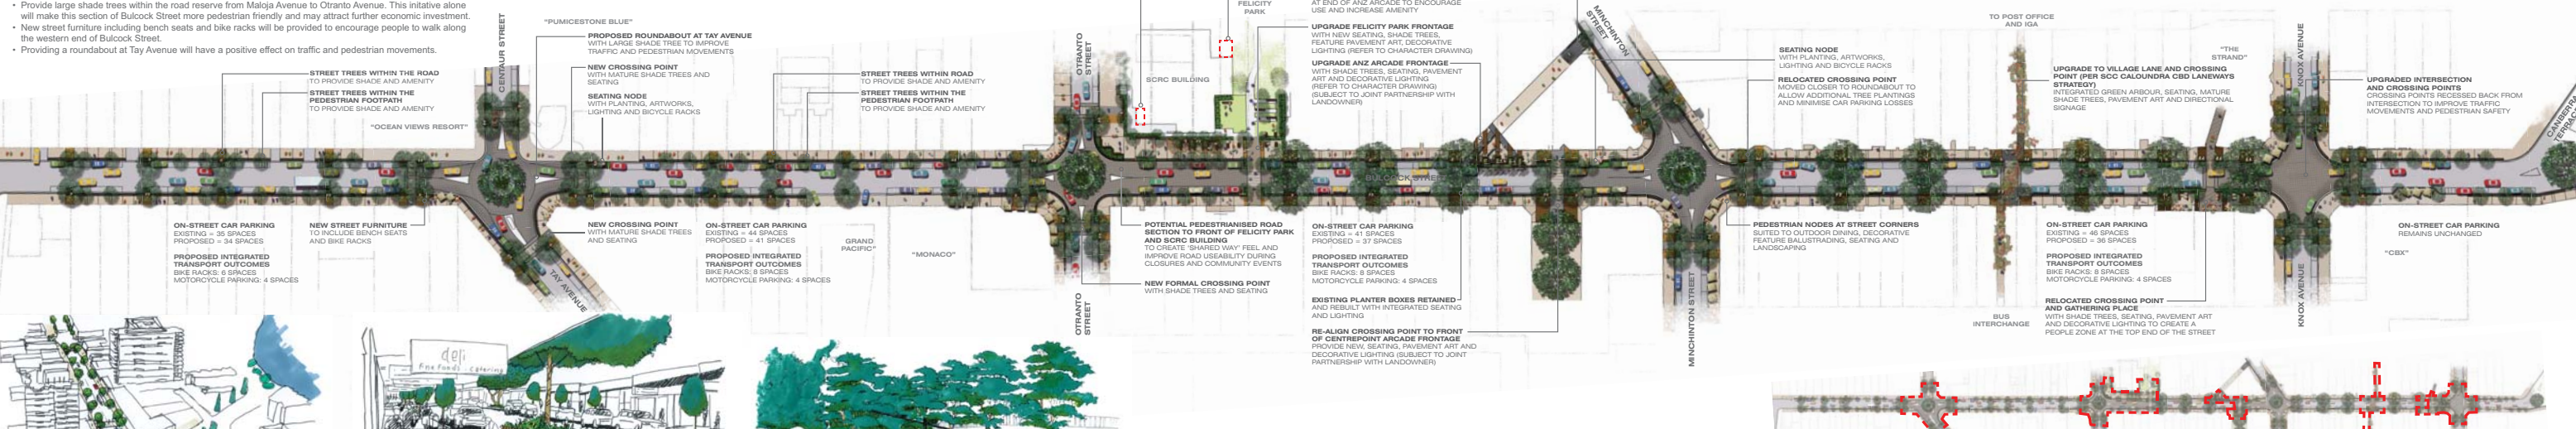 • Provide large shade trees within the road reserve from Maloja Avenue to Otranto Avenue. This initative alone
will make this section of Bulcock Street more pedestrian friendly and may attract further economic investment.
• New street furniture including bench seats and bike racks will be provided to encourage people to walk along
the western end of Bulcock Street.
• Providing a roundabout at Tay Avenue will have a positive effect on traffic and pedestrian movements.
STREET TREES WITHIN THE ROAD
TO PROVIDE SHADE AND AMENITY
STREET TREES WITHIN THE
PEDESTRIAN FOOTPATH
TO PROVIDE SHADE AND AMENITY
"OCEAN VIEWS RESORT"
CENTAUR STREET
"PUMICESTONE BLUE"
PROPOSED ROUNDABOUT AT TAY AVENUE
WITH LARGE SHADE TREE TO IMPROVE
TRAFFIC AND PEDESTRIAN MOVEMENTS
NEW CROSSING POINT
WITH MATURE SHADE TREES AND
SEATING
SEATING NODE
WITH PLANTING, ARTWORKS,
LIGHTING AND BICYCLE RACKS
STREET TREES WITHIN ROAD
TO PROVIDE SHADE AND AMENITY
STREET TREES WITHIN THE
PEDESTRIAN FOOTPATH
TO PROVIDE SHADE AND AMENITY
OTRANTO
STREET
SCRC BUILDING
FELICITY
PARK
AT END OF ANZ ARCADE TO ENCOURAGE
USE AND INCREASE AMENITY
UPGRADE FELICITY PARK FRONTAGE
WITH NEW SEATING, SHADE TREES,
FEATURE PAVEMENT ART, DECORATIVE
LIGHTING (REFER TO CHARACTER DRAWING)
UPGRADE ANZ ARCADE FRONTAGE
WITH SHADE TREES, SEATING, PAVEMENT
ART AND DECORATIVE LIGHTING
(REFER TO CHARACTER DRAWING)
(SUBJECT TO JOINT PARTNERSHIP WITH
LANDOWNER)
MINCHINTON
STREET
SEATING NODE
WITH PLANTING, ARTWORKS,
LIGHTING AND BICYCLE RACKS
RELOCATED CROSSING POINT
MOVED CLOSER TO ROUNDABOUT TO
ALLOW ADDITIONAL TREE PLANTINGS
AND MINIMISE CAR PARKING LOSSES
TO POST OFFICE
AND IGA
UPGRADE TO VILLAGE LANE AND CROSSING
POINT (PER SCC CALOUNDRA CBD LANEWAYS
STRATEGY)
INTEGRATED GREEN ARBOUR, SEATING, MATURE
SHADE TREES, PAVEMENT ART AND DIRECTIONAL
SIGNAGE
"THE
STRAND"
KNOX AVENUE
UPGRADED INTERSECTION
AND CROSSING POINTS
CROSSING POINTS RECESSED BACK FROM
INTERSECTION TO IMPROVE TRAFFIC
MOVEMENTS AND PEDESTRIAN SAFETY
CANBERRA
TERRACE
BULCOCK STREET
ON-STREET CAR PARKING
EXISTING = 35 SPACES
PROPOSED = 34 SPACES
PROPOSED INTEGRATED
TRANSPORT OUTCOMES
BIKE RACKS: 6 SPACES
MOTORCYCLE PARKING: 4 SPACES
NEW STREET FURNITURE
TO INCLUDE BENCH SEATS
AND BIKE RACKS
TAY AVENUE
NEW CROSSING POINT
WITH MATURE SHADE TREES
AND SEATING
ON-STREET CAR PARKING
EXISTING = 44 SPACES
PROPOSED = 41 SPACES
PROPOSED INTEGRATED
TRANSPORT OUTCOMES
BIKE RACKS: 8 SPACES
MOTORCYCLE PARKING: 4 SPACES
GRAND
PACIFIC"
"MONACO"
OTRANTO
STREET
POTENTIAL PEDESTRIANISED ROAD
SECTION TO FRONT OF FELICITY PARK
AND SCRC BUILDING
TO CREATE 'SHARED WAY' FEEL AND
IMPROVE ROAD USEABILITY DURING
CLOSURES AND COMMUNITY EVENTS
NEW FORMAL CROSSING POINT
WITH SHADE TREES AND SEATING
ON-STREET CAR PARKING
EXISTING = 41 SPACES
PROPOSED = 37 SPACES
PROPOSED INTEGRATED
TRANSPORT OUTCOMES
BIKE RACKS: 8 SPACES
MOTORCYCLE PARKING: 4 SPACES
EXISTING PLANTER BOXES RETAINED
AND REBUILT WITH INTEGRATED SEATING
AND LIGHTING
RE-ALIGN CROSSING POINT TO FRONT
OF CENTREPOINT ARCADE FRONTAGE
PROVIDE NEW, SEATING, PAVEMENT ART AND
DECORATIVE LIGHTING (SUBJECT TO JOINT
PARTNERSHIP WITH LANDOWNER)
MINCHINTON STREET
PEDESTRIAN NODES AT STREET CORNERS
SUITED TO OUTDOOR DINING, DECORATIVE
FEATURE BALUSTRADING, SEATING AND
LANDSCAPING
BUS
INTERCHANGE
ON-STREET CAR PARKING
EXISTING = 46 SPACES
PROPOSED = 36 SPACES
PROPOSED INTEGRATED
TRANSPORT OUTCOMES
BIKE RACKS: 8 SPACES
MOTORCYCLE PARKING: 4 SPACES
RELOCATED CROSSING POINT
AND GATHERING PLACE
WITH SHADE TREES, SEATING, PAVEMENT ART
AND DECORATIVE LIGHTING TO CREATE A
PEOPLE ZONE AT THE TOP END OF THE STREET
KNOX AVENUE
ON-STREET CAR PARKING
REMAINS UNCHANGED
"CBX"
deli
fine foods . catering